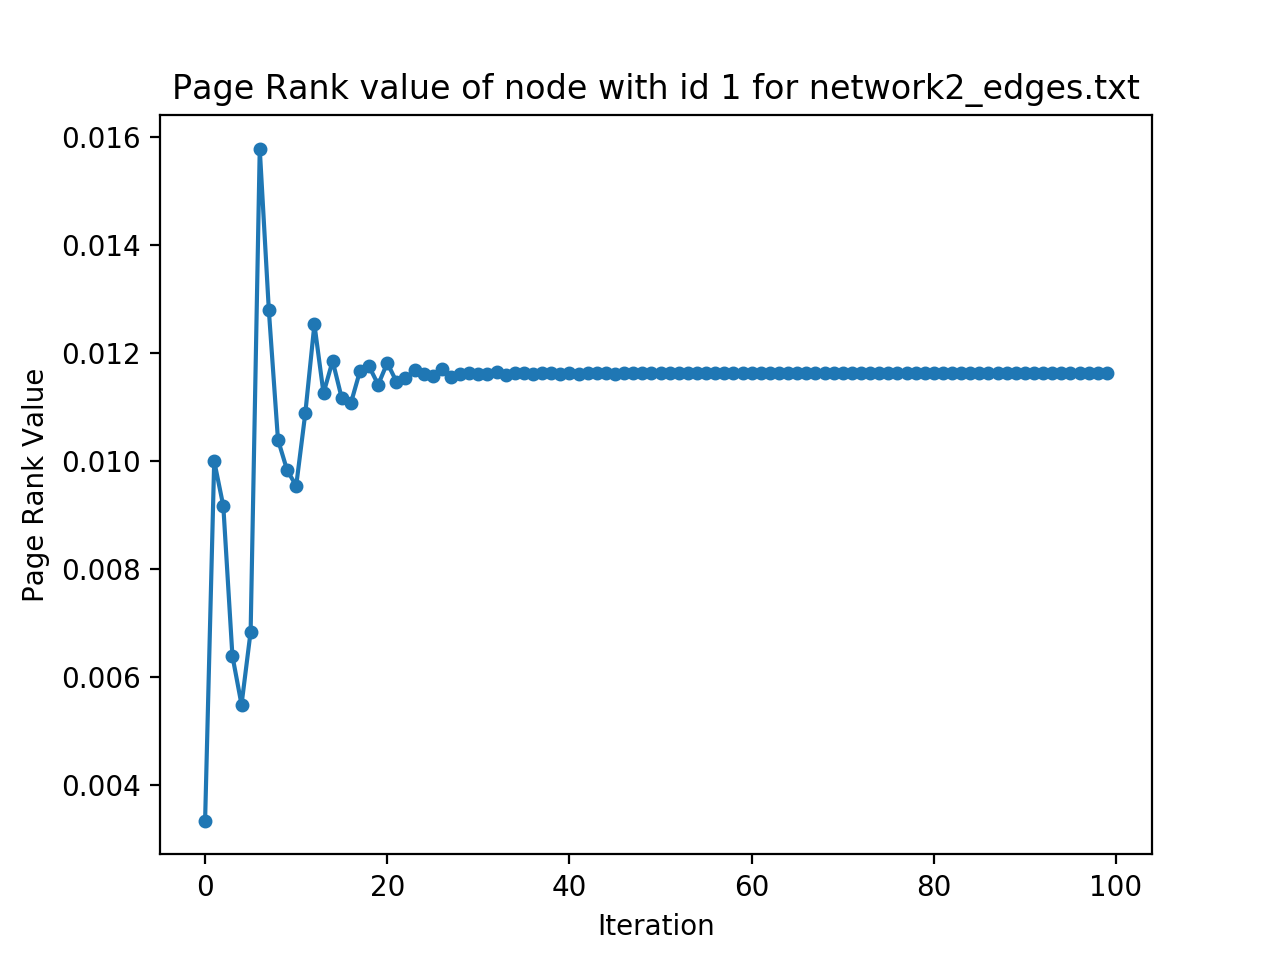 Page Rank value of node with id 1 for network2_edges.txt
0.016
0.014
0.012
0.010
0.008
0.006
0.004
Page Rank Value
0 20 40 60 80 100
Iteration